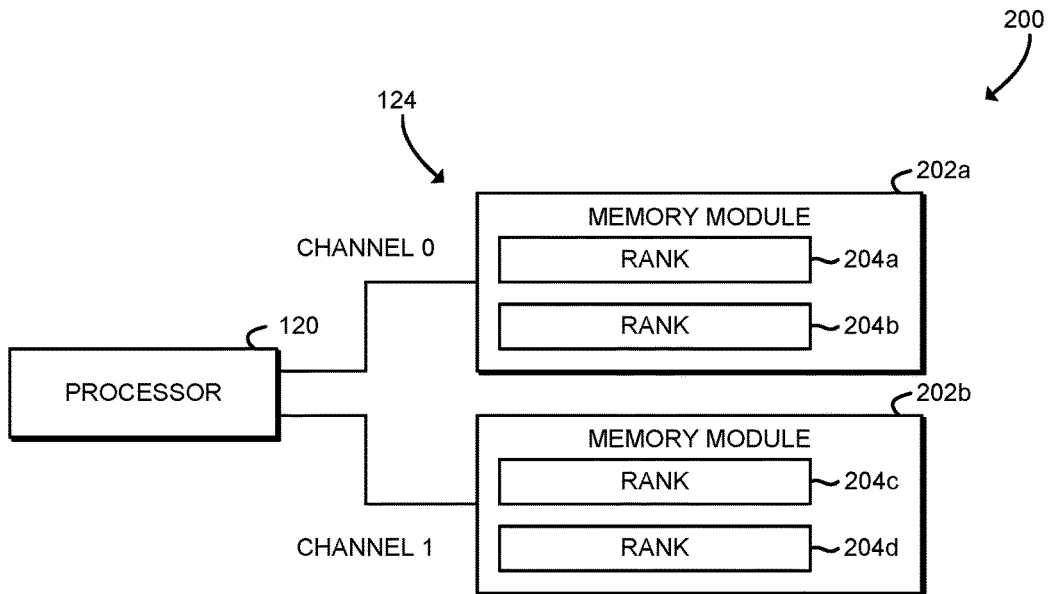 200
124
202a
MEMORY MODULE
CHANNEL 0
RANK
204a
RANK
204b
120
PROCESSOR
202b
MEMORY MODULE
RANK
204c
CHANNEL 1
RANK
204d